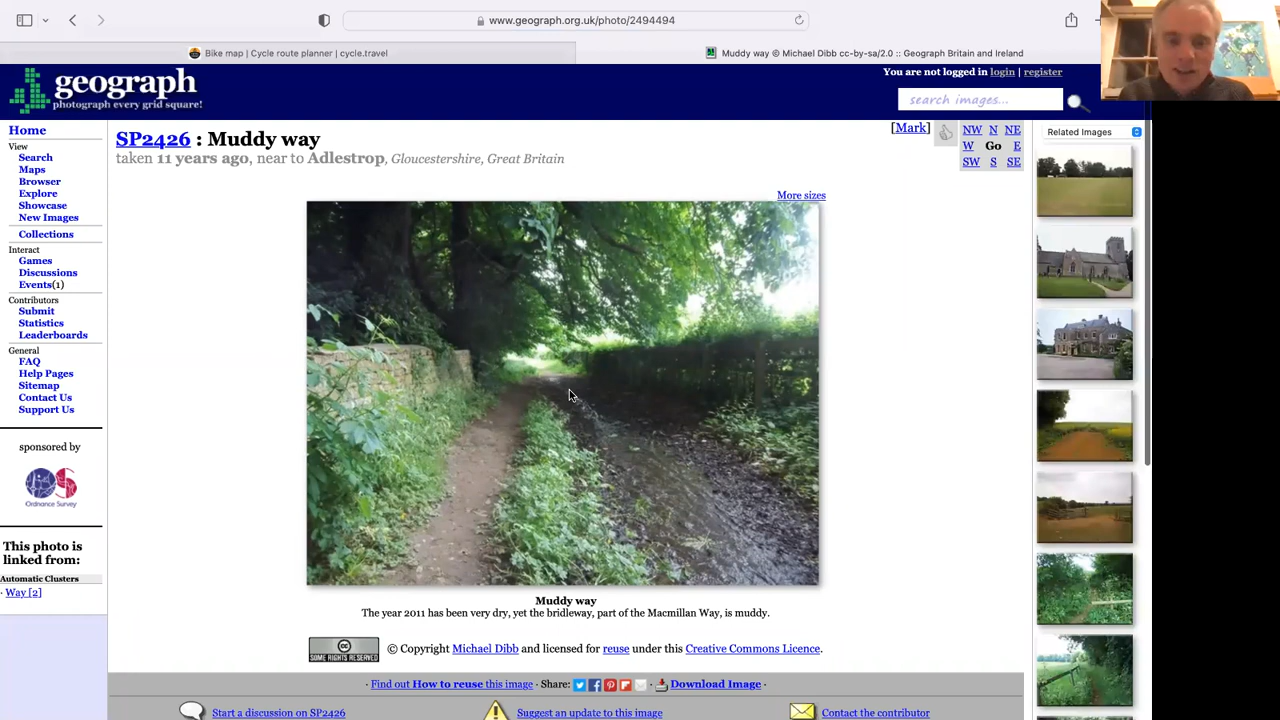 www.geograph.org.uk/photo/2494494
Bike map | Cycle route planner | cycle.travel
Muddy way © Michael Dibb cc-by-sa/2.0 :: Geograph Britain and Ireland
geograph
photograph every grid square!
You are not logged in login | register
search images...
Home
View
Search
Maps
Browser
Explore
Showcase
New Images
Collections
Interact
Games
Discussions
Events(1)
Contributors
Submit
Statistics
Leaderboards
General
FAQ
Help Pages
Sitemap
Contact Us
Support Us
sponsored by
Ordnance Survey
This photo is
linked from:
Automatic Clusters
· Way [2]
SP2426 : Muddy way
taken 11 years ago, near to Adlestrop, Gloucestershire, Great Britain
[Mark]
NW N NE
W Go E
SW S SE
More sizes
Muddy way
The year 2011 has been very dry, yet the bridleway, part of the Macmillan Way, is muddy.
cc
SOME RIGHTS RESERVED
© Copyright Michael Dibb and licensed for reuse under this Creative Commons Licence.
· Find out How to reuse this image · Share: · Download Image ·
Start a discussion on SP2426
Suggest an update to this image
Contact the contributor
Related Images